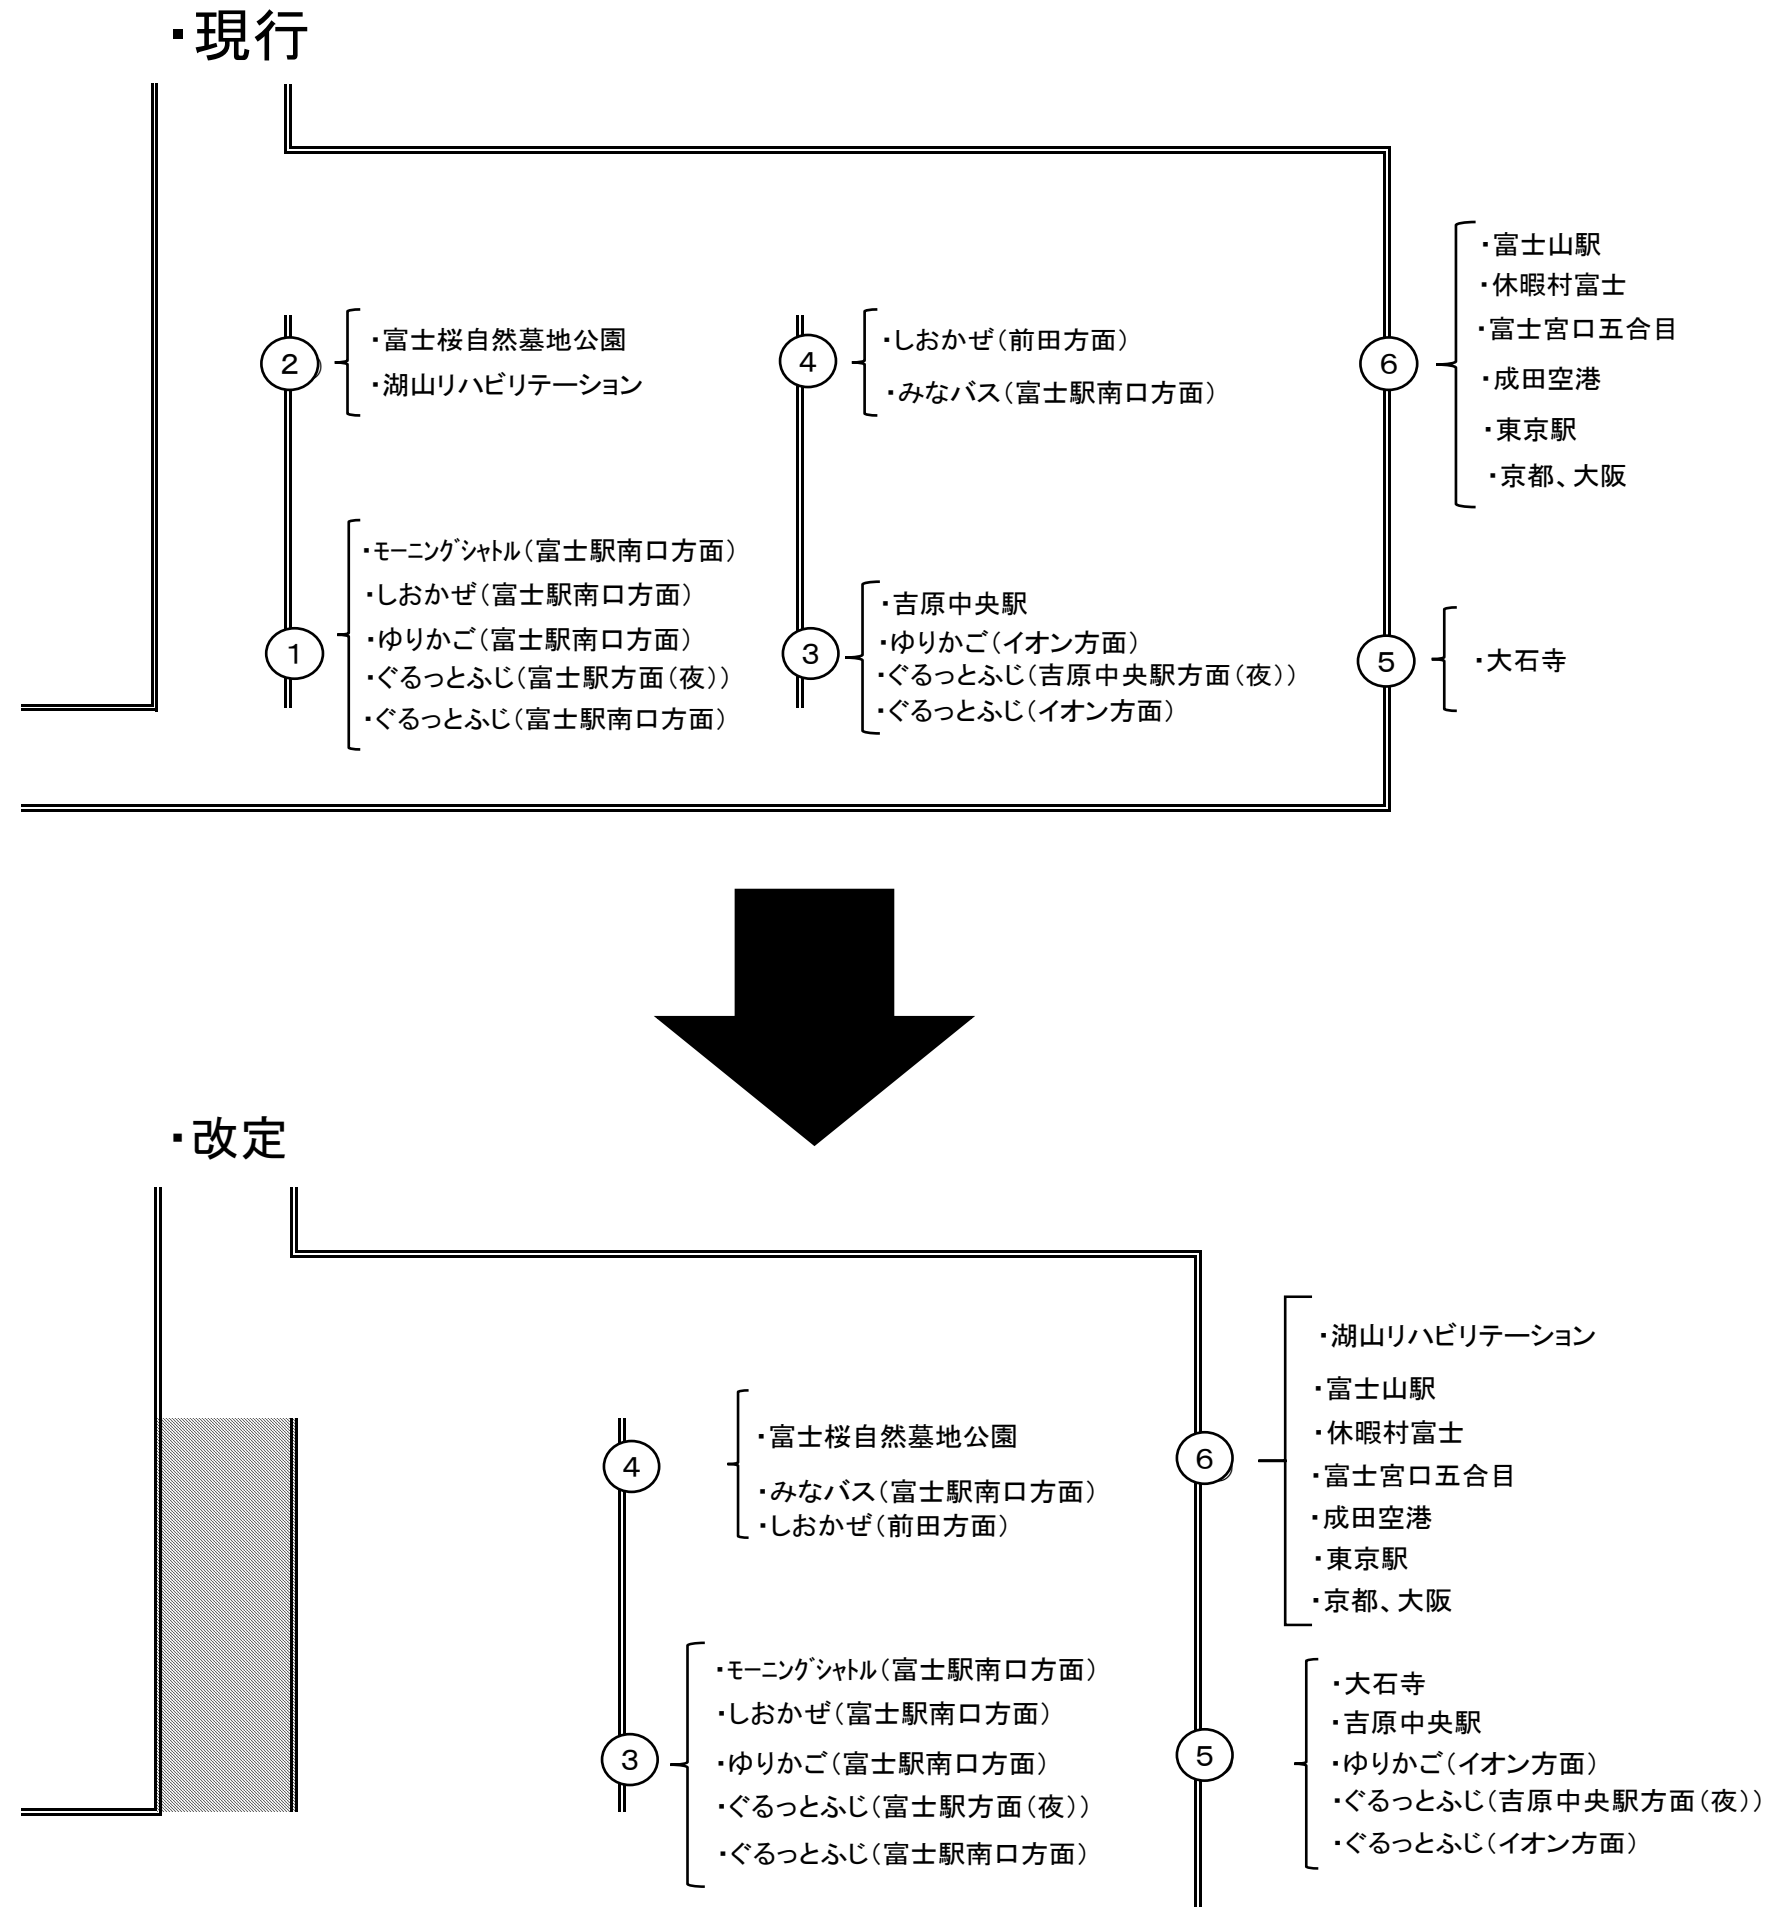 ・現行
②
・富士桜自然墓地公園
・湖山リハビリテーション
①
・モーニングシャトル（富士駅南口方面）
・しおかぜ（富士駅南口方面）
・ゆりかご（富士駅南口方面）
・ぐるっとふじ（富士駅方面（夜））
・ぐるっとふじ（富士駅南口方面）
④
・しおかぜ（前田方面）
・みなバス（富士駅南口方面）
③
・吉原中央駅
・ゆりかご（イオン方面）
・ぐるっとふじ（吉原中央駅方面（夜））
・ぐるっとふじ（イオン方面）
⑥
・富士山駅
・休暇村富士
・富士宮口五合目
・成田空港
・東京駅
・京都、大阪
⑤
・大石寺
・改定
④
・富士桜自然墓地公園
・みなバス（富士駅南口方面）
・しおかぜ（前田方面）
③
・モーニングシャトル（富士駅南口方面）
・しおかぜ（富士駅南口方面）
・ゆりかご（富士駅南口方面）
・ぐるっとふじ（富士駅方面（夜））
・ぐるっとふじ（富士駅南口方面）
⑥
・湖山リハビリテーション
・富士山駅
・休暇村富士
・富士宮口五合目
・成田空港
・東京駅
・京都、大阪
⑤
・大石寺
・吉原中央駅
・ゆりかご（イオン方面）
・ぐるっとふじ（吉原中央駅方面（夜））
・ぐるっとふじ（イオン方面）